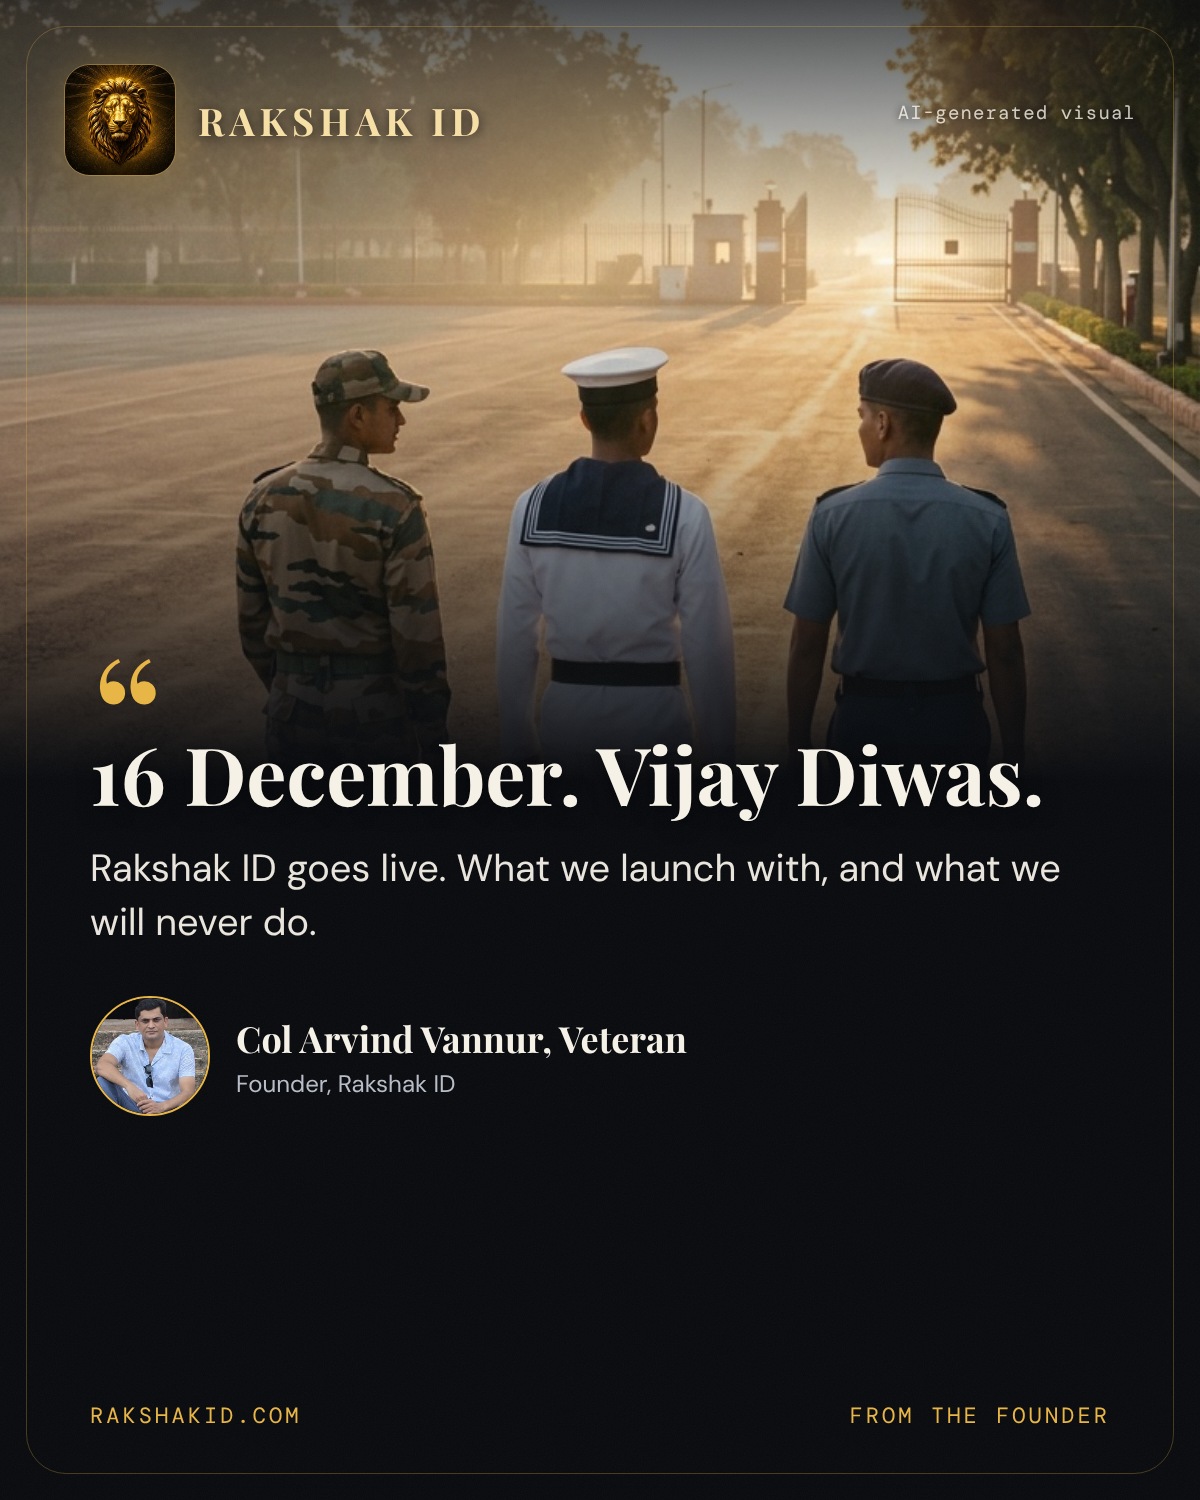 RAKSHAK ID
AI-generated visual
“
16 December. Vijay Diwas.
Rakshak ID goes live. What we launch with, and what we
will never do.
Col Arvind Vannur, Veteran
Founder, Rakshak ID
RAKSHAKID.COM
FROM THE FOUNDER